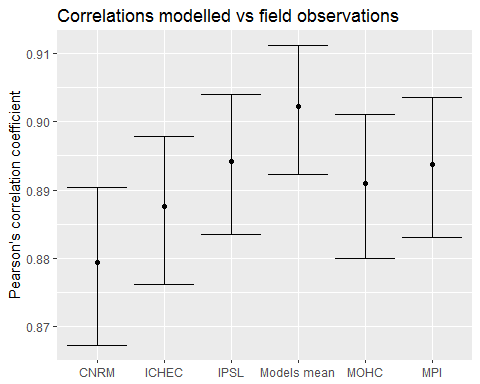 Correlations modelled vs field observations
Pearson's correlation coefficient
0.91
0.90
0.89
0.88
0.87
CNRM
ICHEC
IPSL
Models mean
MOHC
MPI